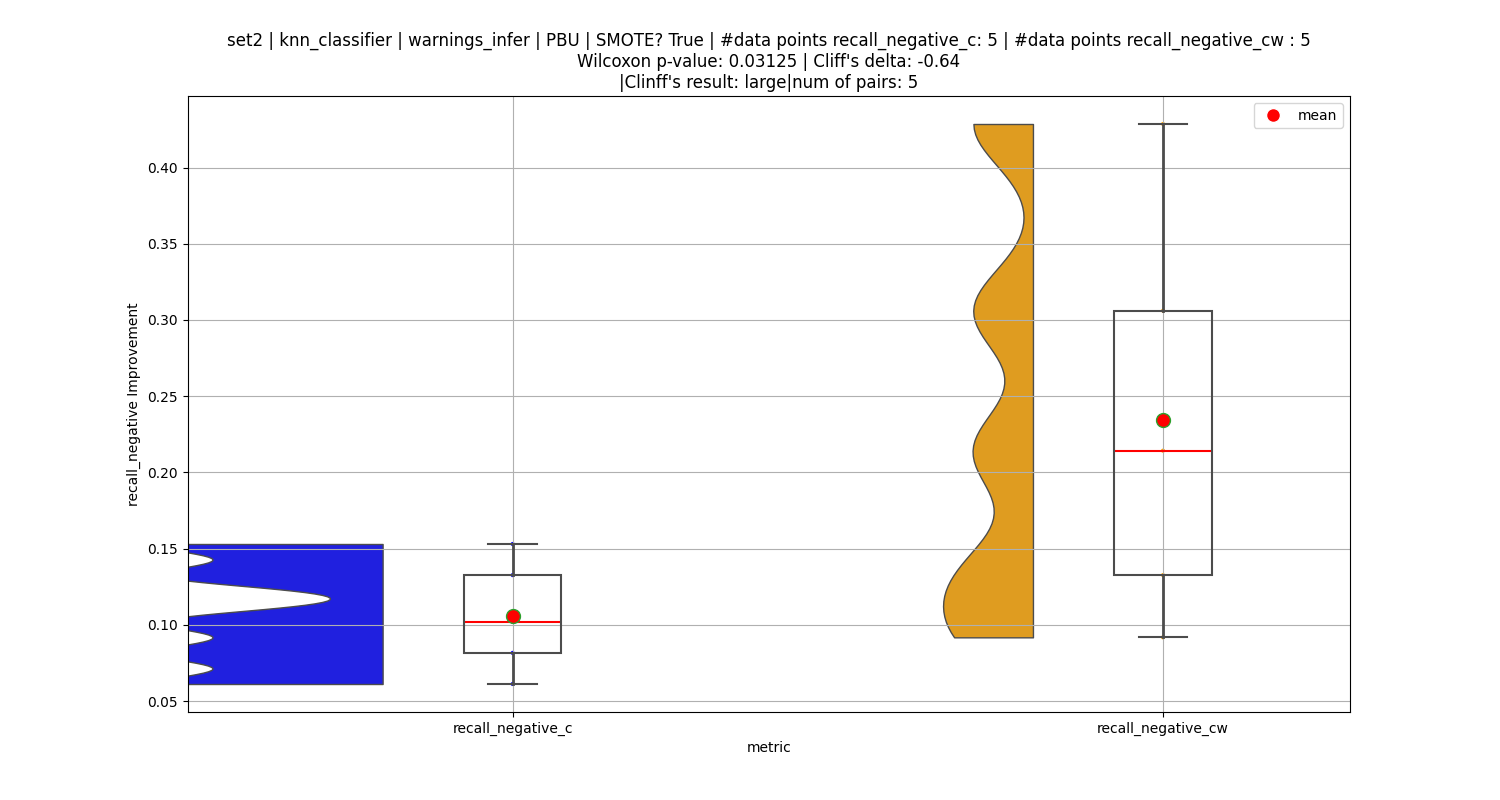 set2 | knn_classifier | warnings_infer | PBU | SMOTE? True | #data points recall_negative_c: 5 | #data points recall_negative_cw : 5
Wilcoxon p-value: 0.03125 | Cliff's delta: -0.64
|Clinff's result: large|num of pairs: 5
mean
0.40
0.35
0.30
0.25
0.20
0.15
0.10
0.05
recall_negative Improvement
recall_negative_c
recall_negative_cw
metric